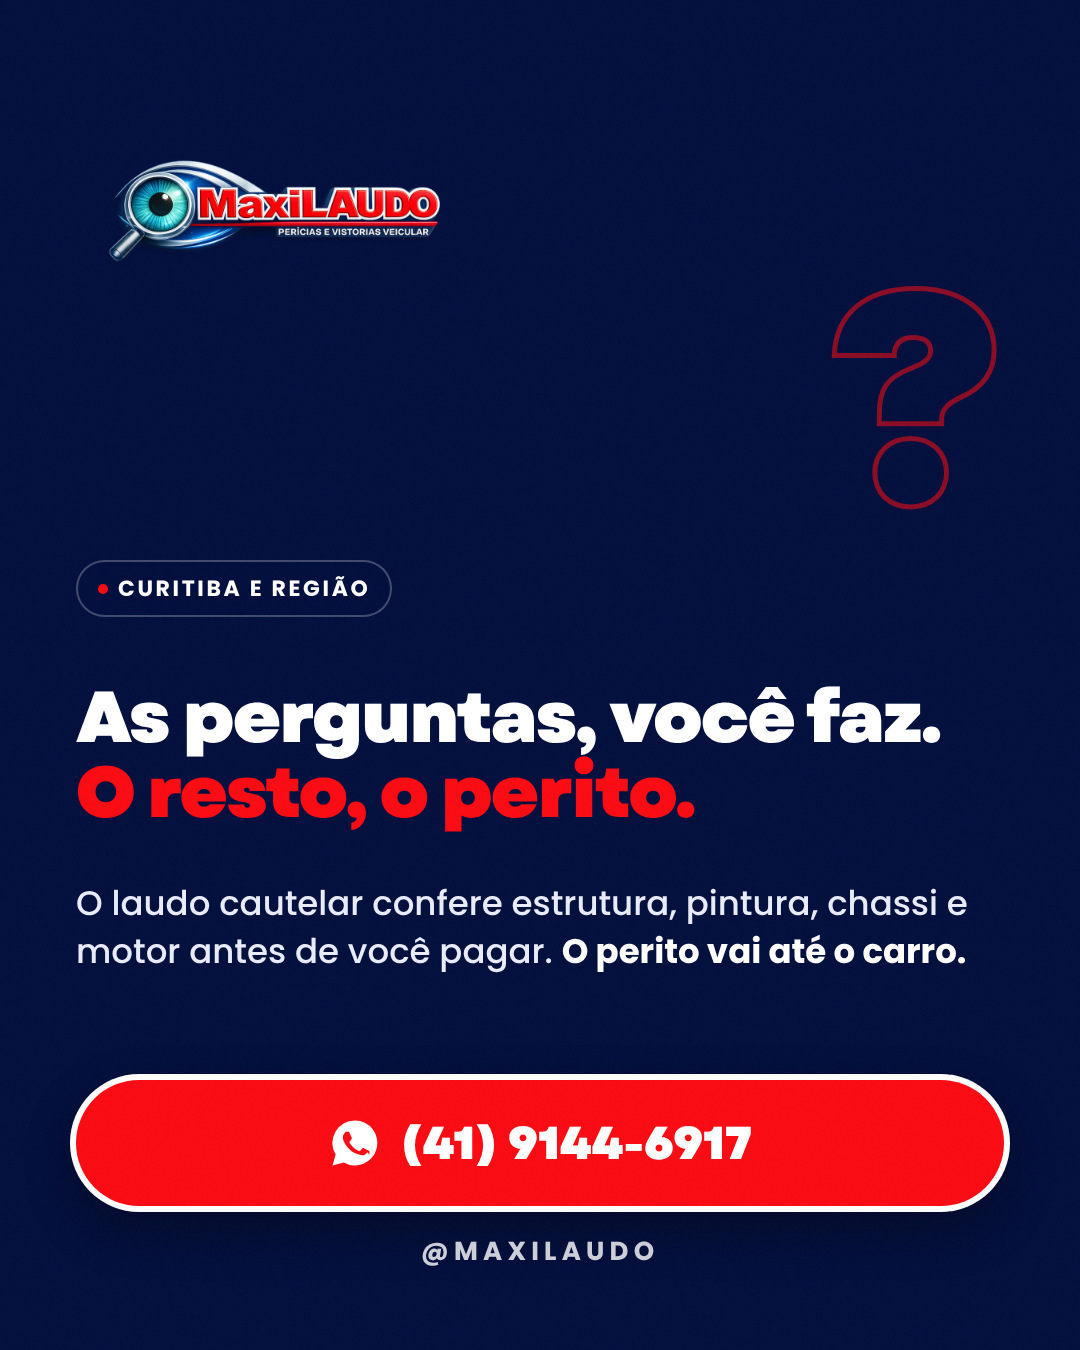 MaxiLAUDO
PERÍCIAS E VISTORIAS VEICULAR
?
CURITIBA E REGIÃO
As perguntas, você faz.
O resto, o perito.
O laudo cautelar confere estrutura, pintura, chassi e
motor antes de você pagar. O perito vai até o carro.
(41) 9144-6917
@MAXILAUDO